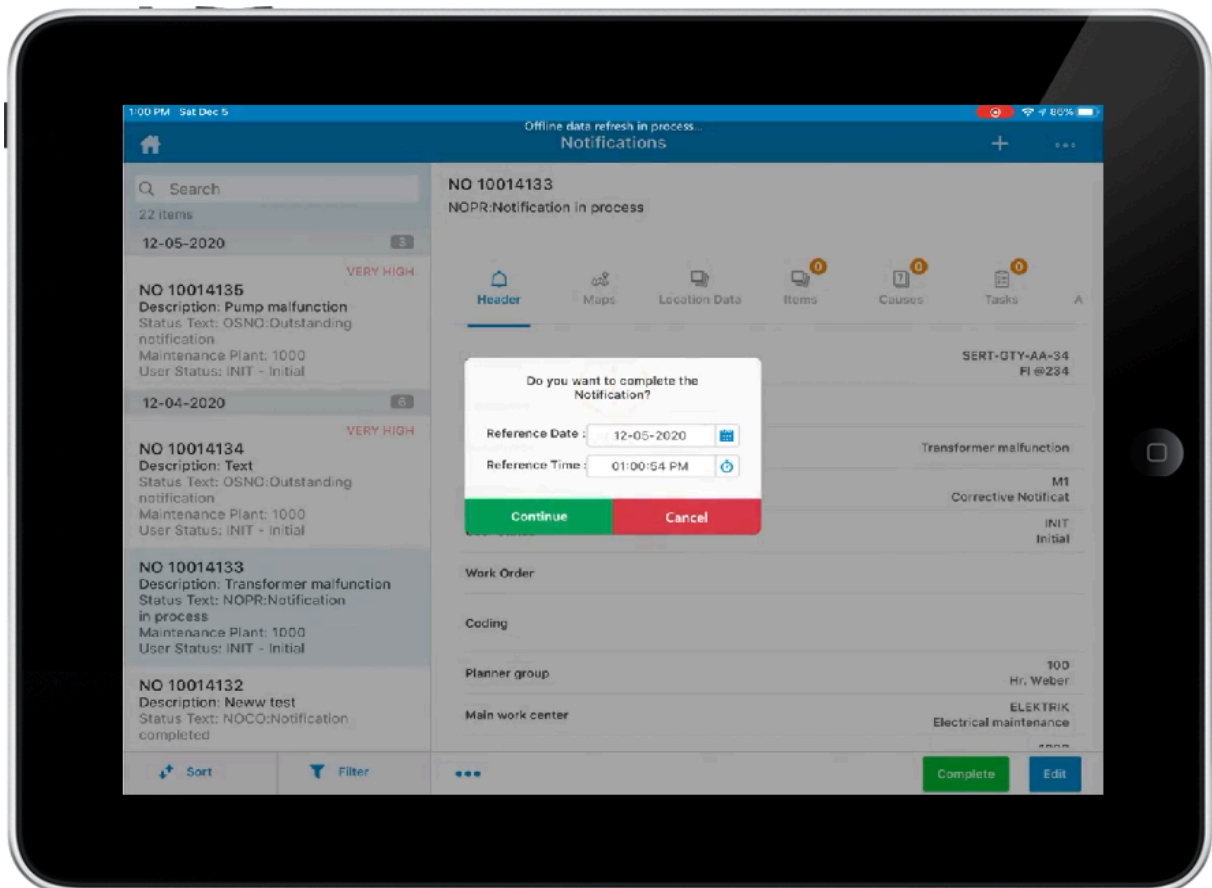 1:00 PM Sat Dec 5
86%
Offline data refresh in process...
Notifications
Search
22 items
12-05-2020 3
VERY HIGH
NO 10014135
Description: Pump malfunction
Status Text: OSNO:Outstanding
notification
Maintenance Plant: 1000
User Status: INIT - Initial
12-04-2020 6
VERY HIGH
NO 10014134
Description: Text
Status Text: OSNO:Outstanding
notification
Maintenance Plant: 1000
User Status: INIT - Initial
NO 10014133
Description: Transformer malfunction
Status Text: NOPR:Notification
in process
Maintenance Plant: 1000
User Status: INIT - Initial
NO 10014132
Description: Neww test
Status Text: NOCO:Notification
completed
Sort Filter
NO 10014133
NOPR:Notification in process
0 0 0
Header Maps Location Data Items Causes Tasks A
SERT-GTY-AA-34
FI @234
Do you want to complete the
Notification?
Reference Date : 12-05-2020
Reference Time : 01:00:54 PM
Continue Cancel
Transformer malfunction
M1
Corrective Notificat
INIT
Initial
Work Order
Coding
Planner group 100
Hr. Weber
Main work center ELEKTRIK
Electrical maintenance
Complete Edit